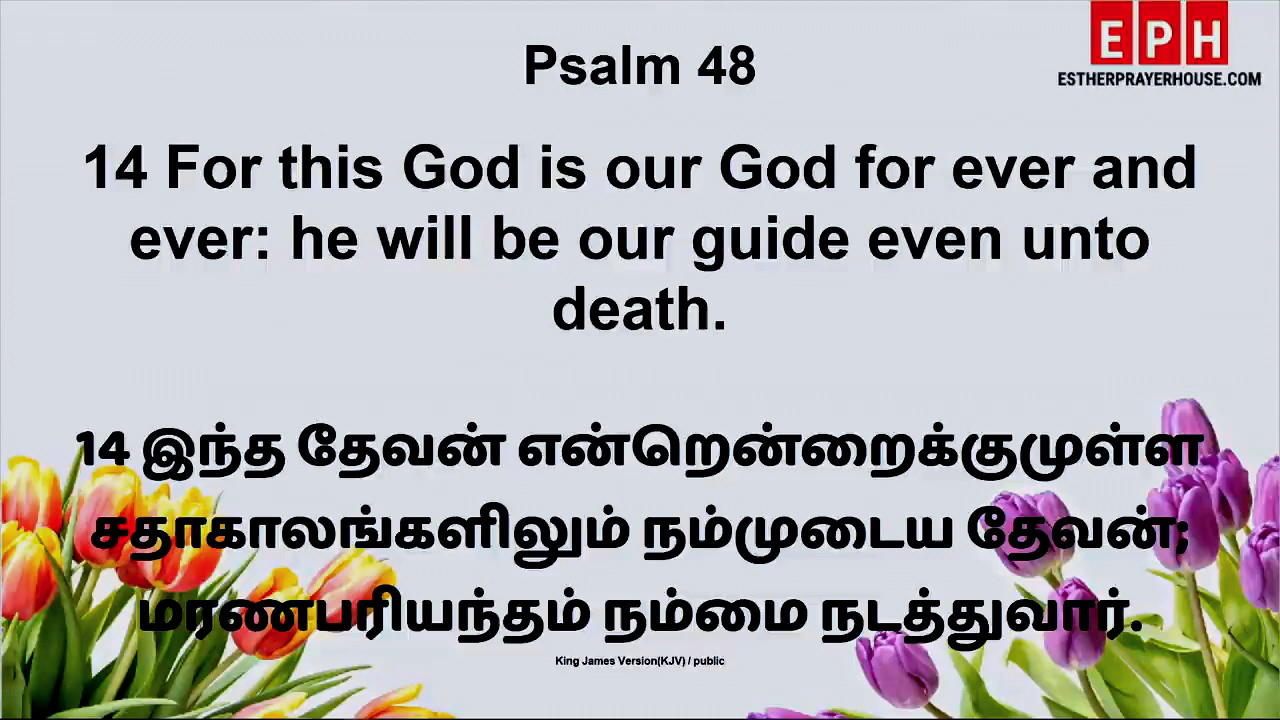 EPH
ESTHERPRAYERHOUSE.COM
Psalm 48
14 For this God is our God for ever and
ever: he will be our guide even unto
death.
14 இந்த தேவன் என்றென்றைக்குமுள்ள
சதாகாலங்களிலும் நம்முடைய தேவன்;
மரணபரியந்தம் நம்மை நடத்துவார்.
King James Version(KJV) / public